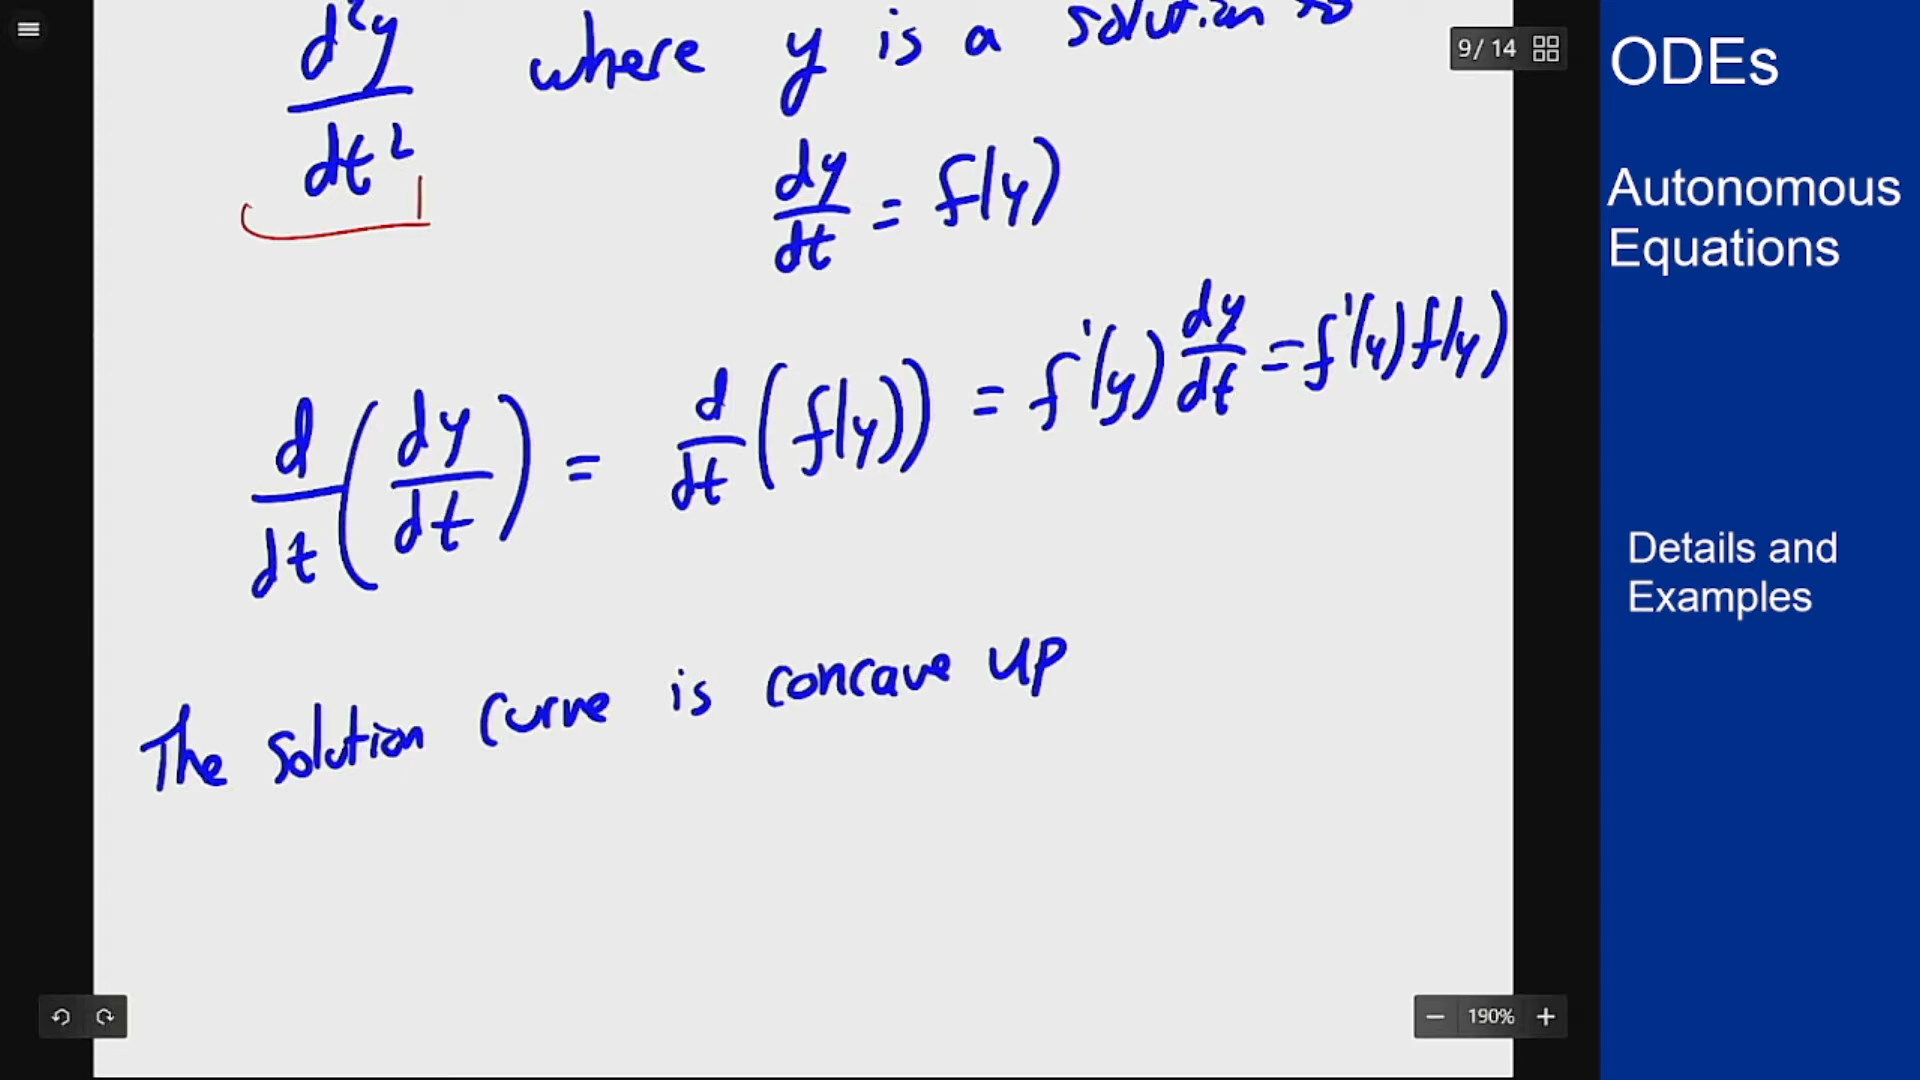 d²y/dt² where y is a solution to
dy/dt = f(y)
d/dt (dy/dt) = d/dt (f(y)) = f'(y) dy/dt = f'(y) f(y)
The solution curve is concave up
9 / 14
190%
ODEs
Autonomous
Equations
Details and
Examples